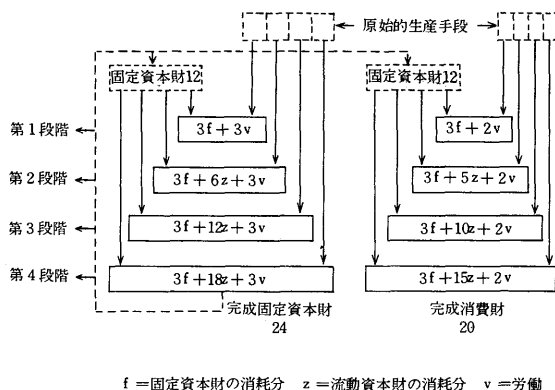 原始的生産手段
固定資本財12 固定資本財12
第1段階 3f+3v 3f+2v
第2段階 3f+6z+3v 3f+5z+2v
第3段階 3f+12z+3v 3f+10z+2v
第4段階 3f+18z+3v 3f+15z+2v
完成固定資本財 完成消費財
24 20
f=固定資本財の消耗分 z=流動資本財の消耗分 v=労働